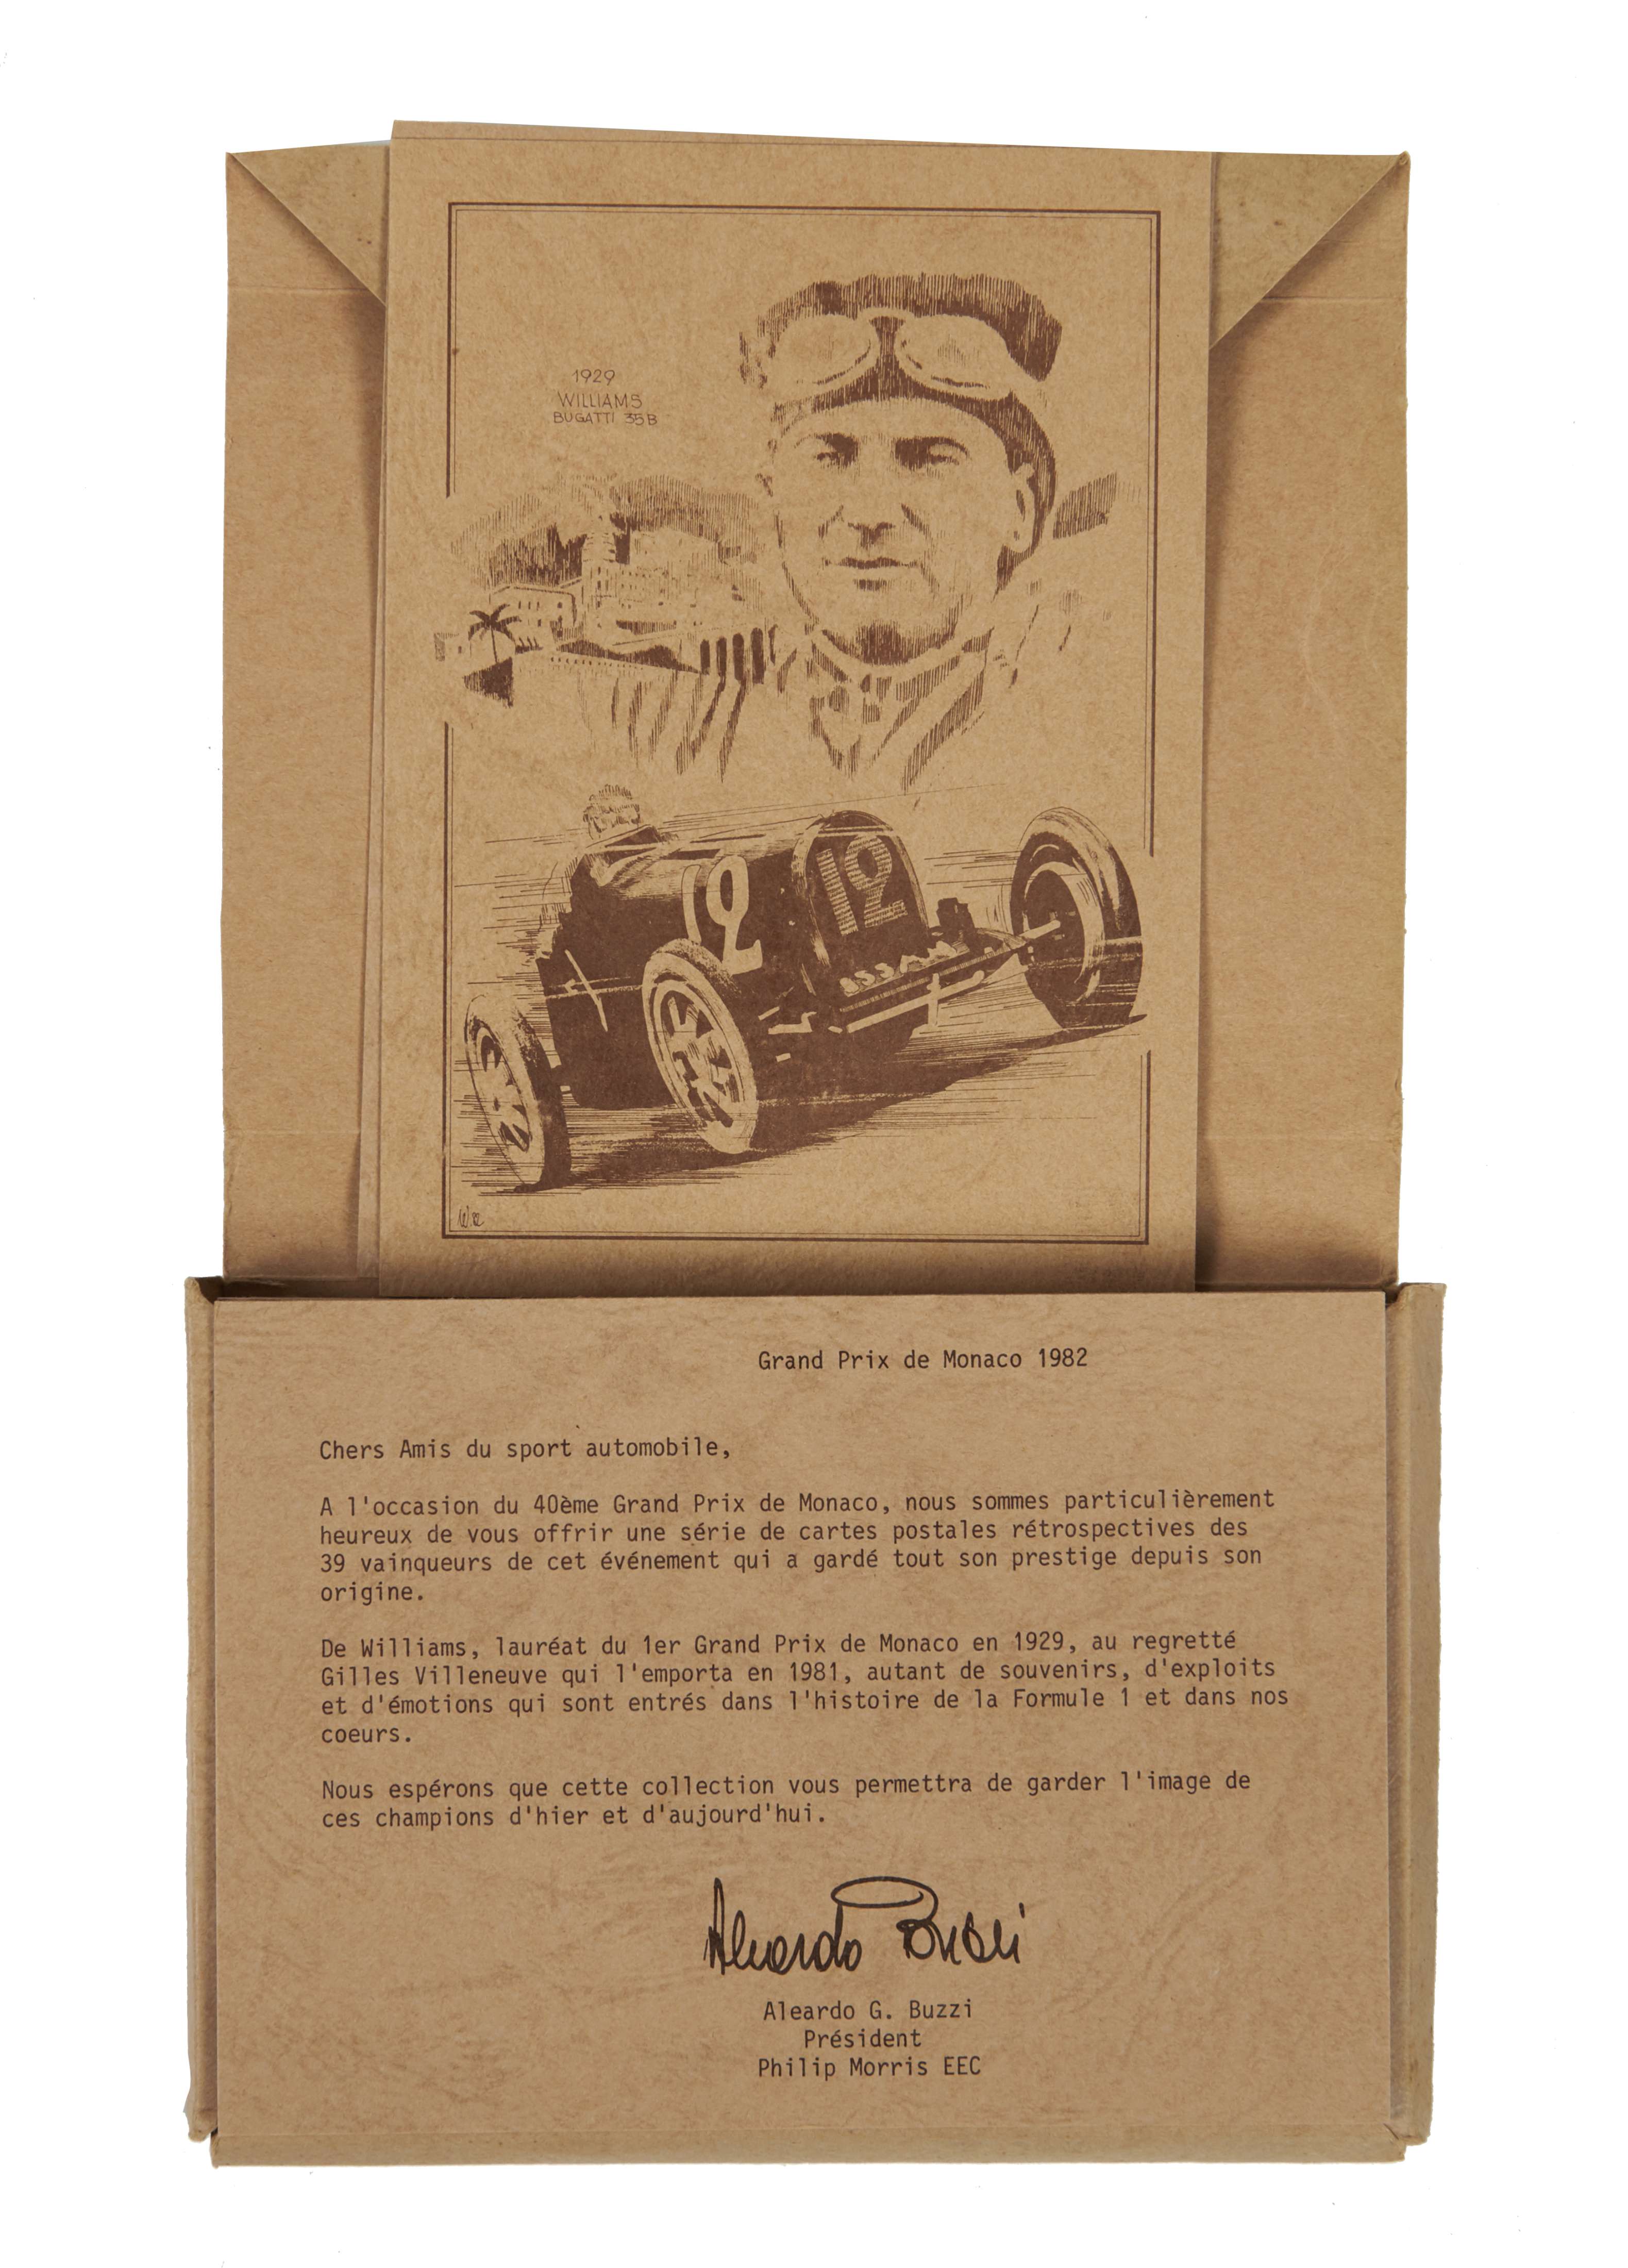 1929
WILLIAMS
BUGATTI 35B
12
12
W.82
Grand Prix de Monaco 1982
Chers Amis du sport automobile,
A l'occasion du 40ème Grand Prix de Monaco, nous sommes particulièrement
heureux de vous offrir une série de cartes postales rétrospectives des
39 vainqueurs de cet événement qui a gardé tout son prestige depuis son
origine.
De Williams, lauréat du 1er Grand Prix de Monaco en 1929, au regretté
Gilles Villeneuve qui l'emporta en 1981, autant de souvenirs, d'exploits
et d'émotions qui sont entrés dans l'histoire de la Formule 1 et dans nos
coeurs.
Nous espérons que cette collection vous permettra de garder l'image de
ces champions d'hier et d'aujourd'hui.
Aleardo Buzzi
Aleardo G. Buzzi
Président
Philip Morris EEC